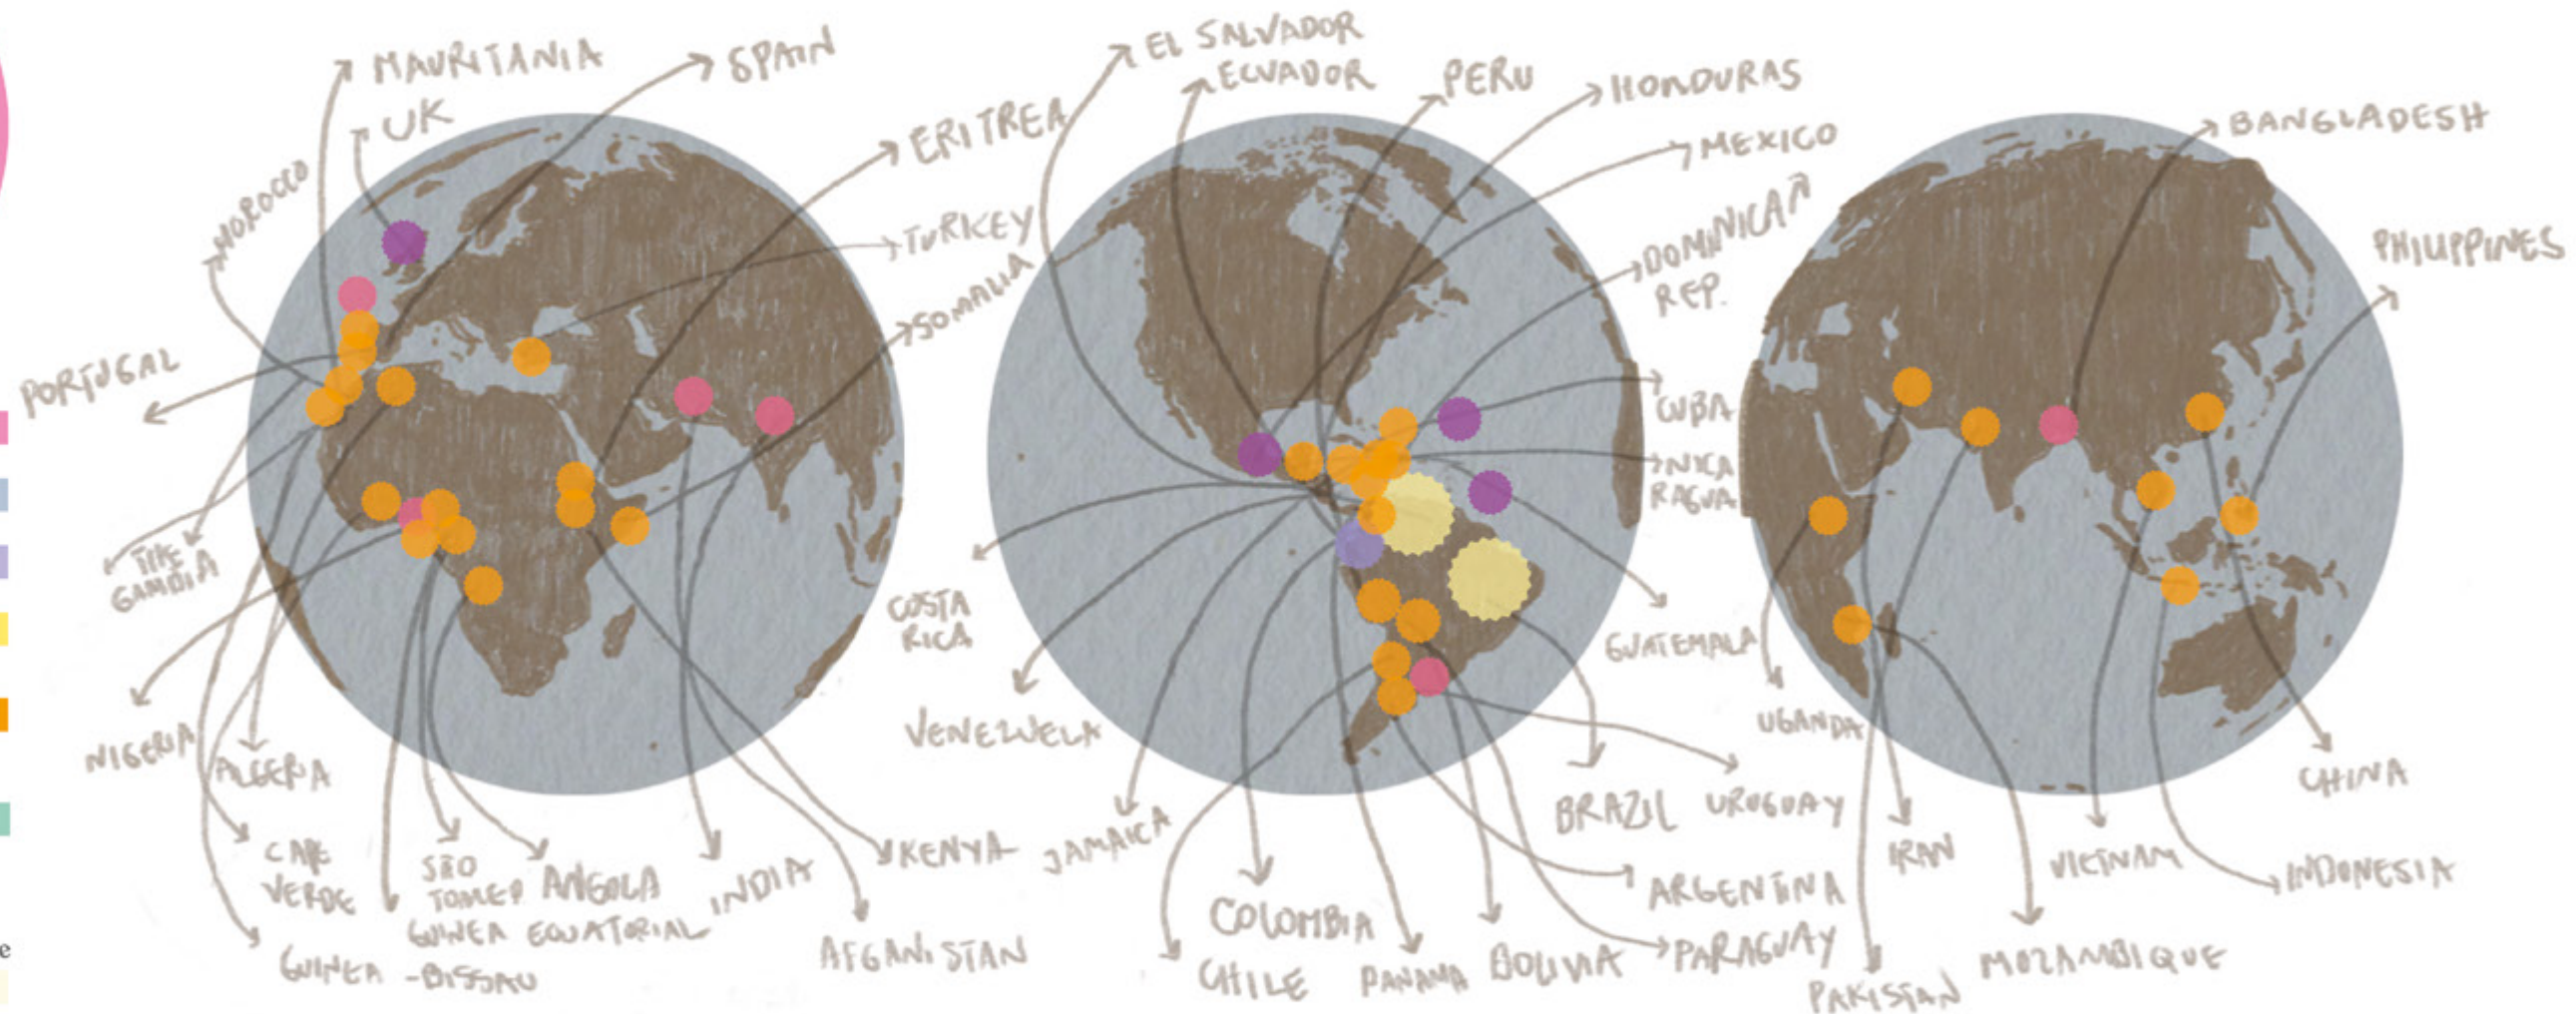 MAURITANIA
UK
SPAIN
MOROCCO
ERITREA
TURKEY
SOMALIA
PORTUGAL
THE
GAMBIA
NIGERIA
ALGERIA
CAPE
VERDE
SÃO
TOMEP
ANGOLA
GUINEA EQUATORIAL
GUINEA -BISSAU
INDIA
KENYA
AFGANISTAN
EL SALVADOR
ECUADOR
PERU
HONDURAS
MEXICO
DOMINICAN
REP.
CUBA
NICA
RAGUA
GUATEMALA
COSTA
RICA
VENEZUELA
JAMAICA
COLOMBIA
CHILE
PANAMA
BOLIVIA
BRAZIL
URUGUAY
ARGENTINA
PARAGUAY
BANGLADESH
PHILIPPINES
UGANDA
IRAN
PAKISTAN
MOZAMBIQUE
VIETNAM
INDONESIA
CHINA
e